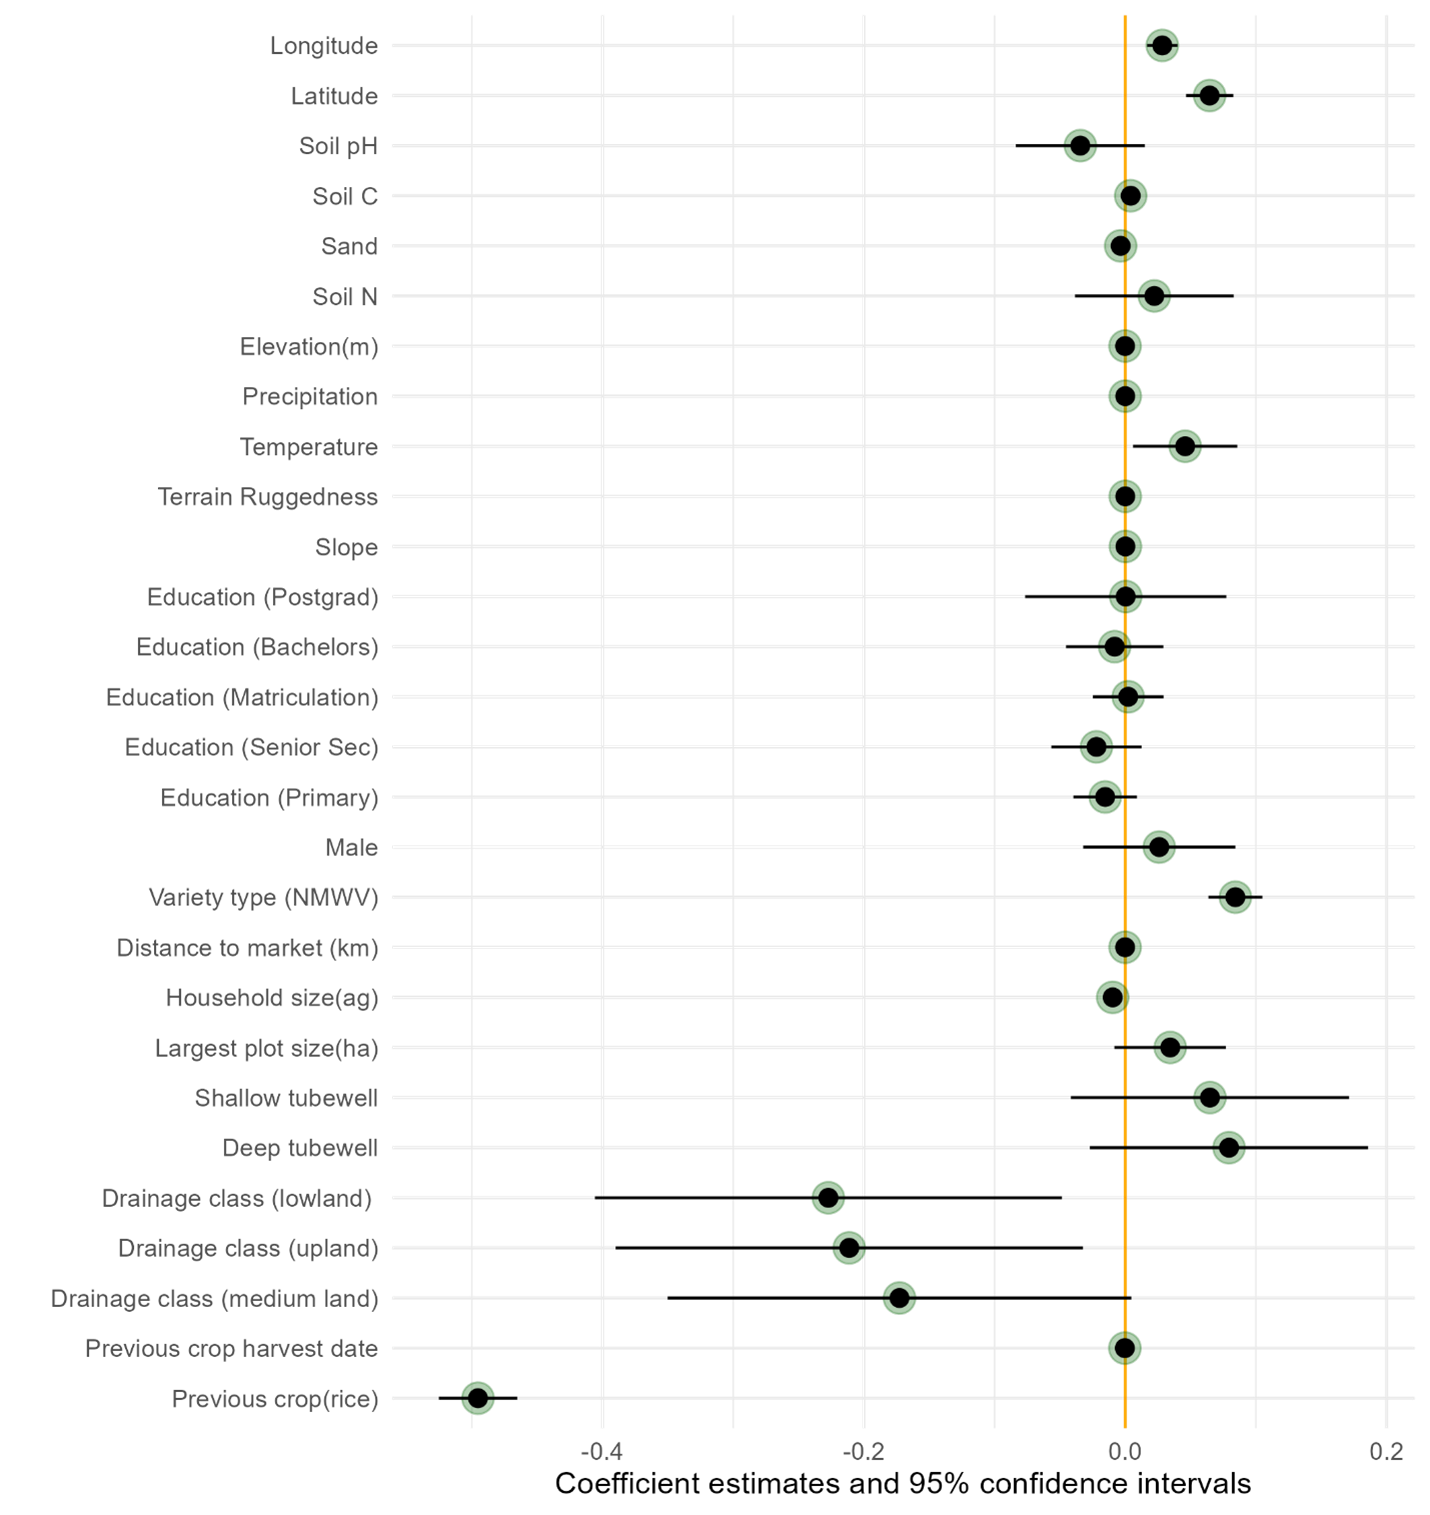 Longitude
Latitude
Soil pH
Soil C
Sand
Soil N
Elevation(m)
Precipitation
Temperature
Terrain Ruggedness
Slope
Education (Postgrad)
Education (Bachelors)
Education (Matriculation)
Education (Senior Sec)
Education (Primary)
Male
Variety type (NMWV)
Distance to market (km)
Household size(ag)
Largest plot size(ha)
Shallow tubewell
Deep tubewell
Drainage class (lowland)
Drainage class (upland)
Drainage class (medium land)
Previous crop harvest date
Previous crop(rice)
-0.4 -0.2 0.0 0.2
Coefficient estimates and 95% confidence intervals